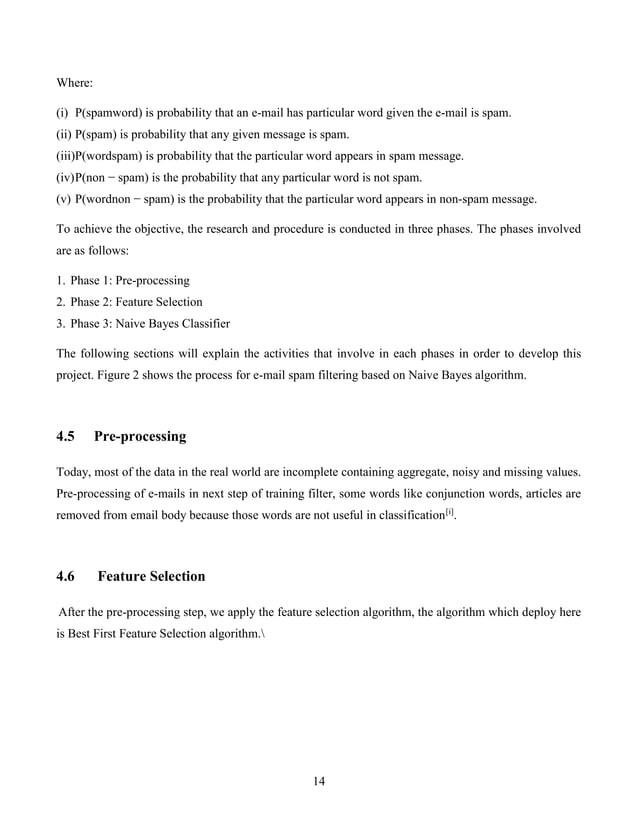 Where:
(i) P(spamword) is probability that an e-mail has particular word given the e-mail is spam.
(ii) P(spam) is probability that any given message is spam.
(iii)P(wordspam) is probability that the particular word appears in spam message.
(iv)P(non − spam) is the probability that any particular word is not spam.
(v) P(wordnon − spam) is the probability that the particular word appears in non-spam message.
To achieve the objective, the research and procedure is conducted in three phases. The phases involved
are as follows:
1. Phase 1: Pre-processing
2. Phase 2: Feature Selection
3. Phase 3: Naive Bayes Classifier
The following sections will explain the activities that involve in each phases in order to develop this
project. Figure 2 shows the process for e-mail spam filtering based on Naive Bayes algorithm.
4.5 Pre-processing
Today, most of the data in the real world are incomplete containing aggregate, noisy and missing values.
Pre-processing of e-mails in next step of training filter, some words like conjunction words, articles are
removed from email body because those words are not useful in classification[i].
4.6 Feature Selection
After the pre-processing step, we apply the feature selection algorithm, the algorithm which deploy here
is Best First Feature Selection algorithm.\
14